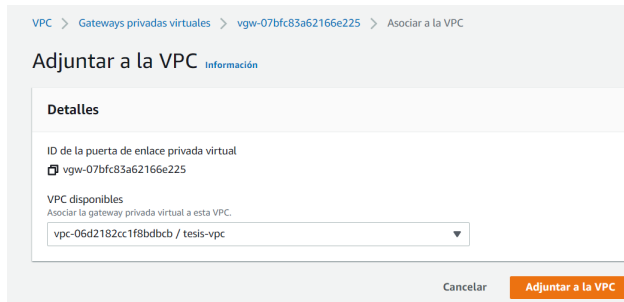 VPC > Gateways privadas virtuales > vgw-07bfc83a62166e225 > Asociar a la VPC
Adjuntar a la VPC Información
Detalles
ID de la puerta de enlace privada virtual
vgw-07bfc83a62166e225
VPC disponibles
Asociar la gateway privada virtual a esta VPC.
vpc-06d2182cc1f8bdbcb / tesis-vpc
Cancelar Adjuntar a la VPC